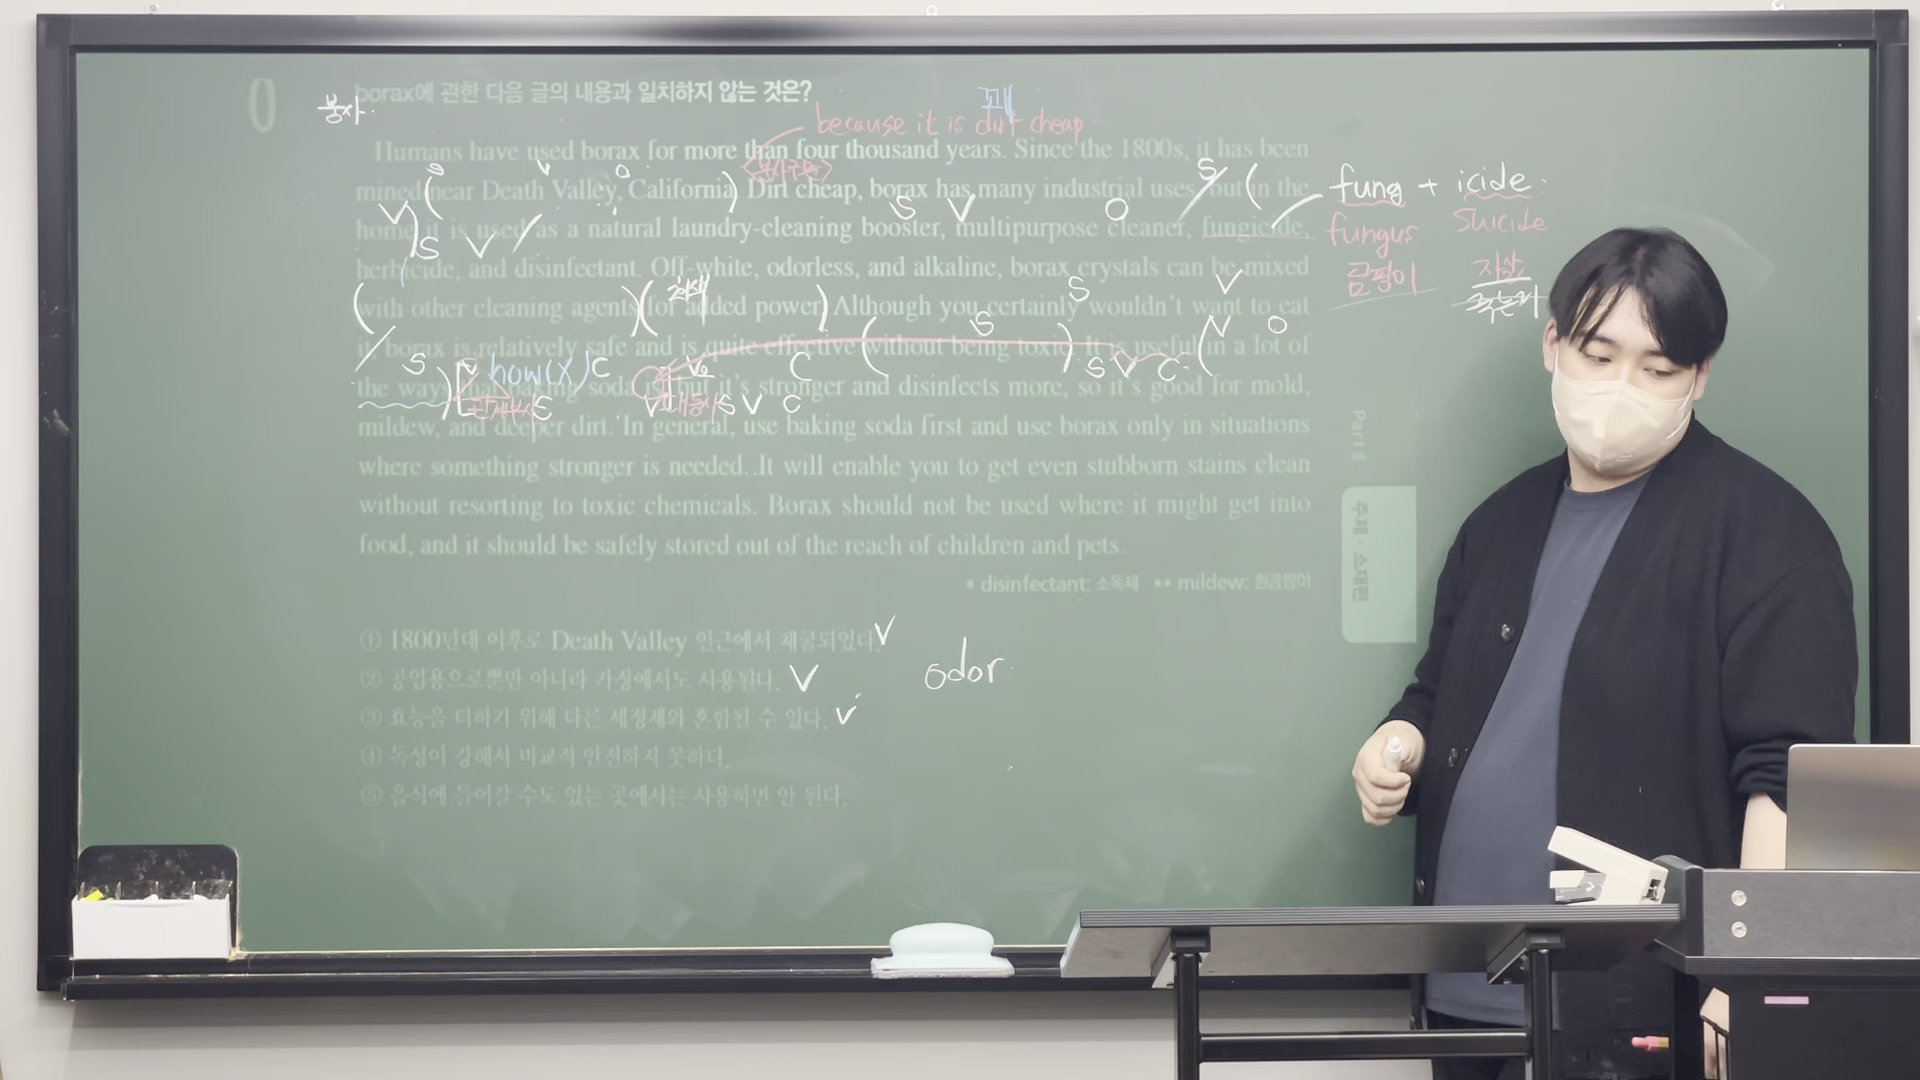 0
borax에 관한 다음 글의 내용과 일치하지 않는 것은?
붕사.
because it is dirt cheap
Humans have used borax for more than four thousand years. Since the 1800s, it has been
mined near Death Valley, California. Dirt cheap, borax has many industrial uses, but in the
home it is used as a natural laundry-cleaning booster, multipurpose cleaner, fungicide,
herbicide, and disinfectant. Off-white, odorless, and alkaline, borax crystals can be mixed
with other cleaning agents for added power. Although you certainly wouldn't want to eat
it, borax is relatively safe and is quite effective without being toxic. It is useful in a lot of
the ways that baking soda is, but it's stronger and disinfects more, so it's good for mold,
mildew, and deeper dirt. In general, use baking soda first and use borax only in situations
where something stronger is needed. It will enable you to get even stubborn stains clean
without resorting to toxic chemicals. Borax should not be used where it might get into
food, and it should be safely stored out of the reach of children and pets.
* disinfectant: 소독제 ** mildew: 흰곰팡이
① 1800년대 이후로 Death Valley 인근에서 채굴되었다. V
② 공업용으로뿐만 아니라 가정에서도 사용된다. V
③ 효능을 더하기 위해 다른 세정제와 혼합될 수 있다. V
④ 독성이 강해서 비교적 안전하지 못하다.
⑤ 음식에 들어갈 수도 있는 곳에서는 사용하면 안 된다.
odor
how(X)
fung + icide
fungus suicide
곰팡이 자살
죽는다
Part II
주제·소재편
S V O
S V O S
V S V
S V
S V O
S C S V C
S V C